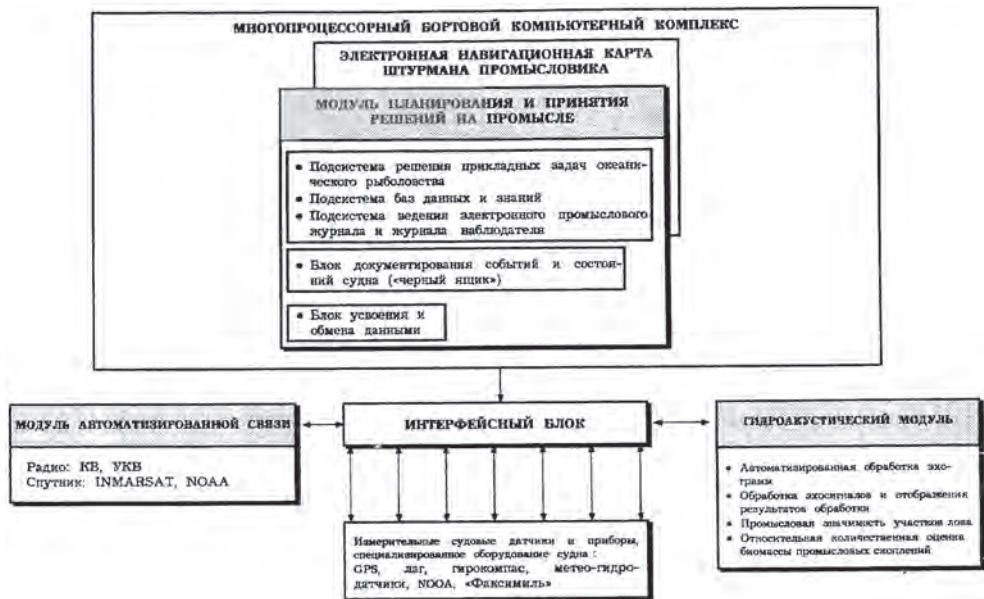 МНОГОПРОЦЕССОРНЫЙ БОРТОВОЙ КОМПЬЮТЕРНЫЙ КОМПЛЕКС
ЭЛЕКТРОННАЯ НАВИГАЦИОННАЯ КАРТА
ШТУРМАНА ПРОМЫСЛОВИКА
МОДУЛЬ ПЛАНИРОВАНИЯ И ПРИНЯТИЯ
РЕШЕНИЙ НА ПРОМЫСЛЕ
• Подсистема решения прикладных задач океани-
ческого рыболовства
• Подсистема баз данных и знаний
• Подсистема ведения электронного промыслового
журнала и журнала наблюдателя
• Блок документирования событий и состоя-
ний судна («черный ящик»)
• Блок усвоения и
обмена данными
МОДУЛЬ АВТОМАТИЗИРОВАННОЙ СВЯЗИ
Радио: КВ, УКВ
Спутник: INMARSAT, NOAA
ИНТЕРФЕЙСНЫЙ БЛОК
Измерительные судовые датчики и приборы,
специализированное оборудование судна :
GPS, лаг, гирокомпас, метео-гидро-
датчики, NOOA, «Факсимиль»
ГИДРОАКУСТИЧЕСКИЙ МОДУЛЬ
• Автоматизированная обработка эхо-
грамм
• Обработка эхосигналов и отображения
результатов обработки
• Промысловая значимость участков лова
• Относительная количественная оценка
биомассы промысловых скоплений